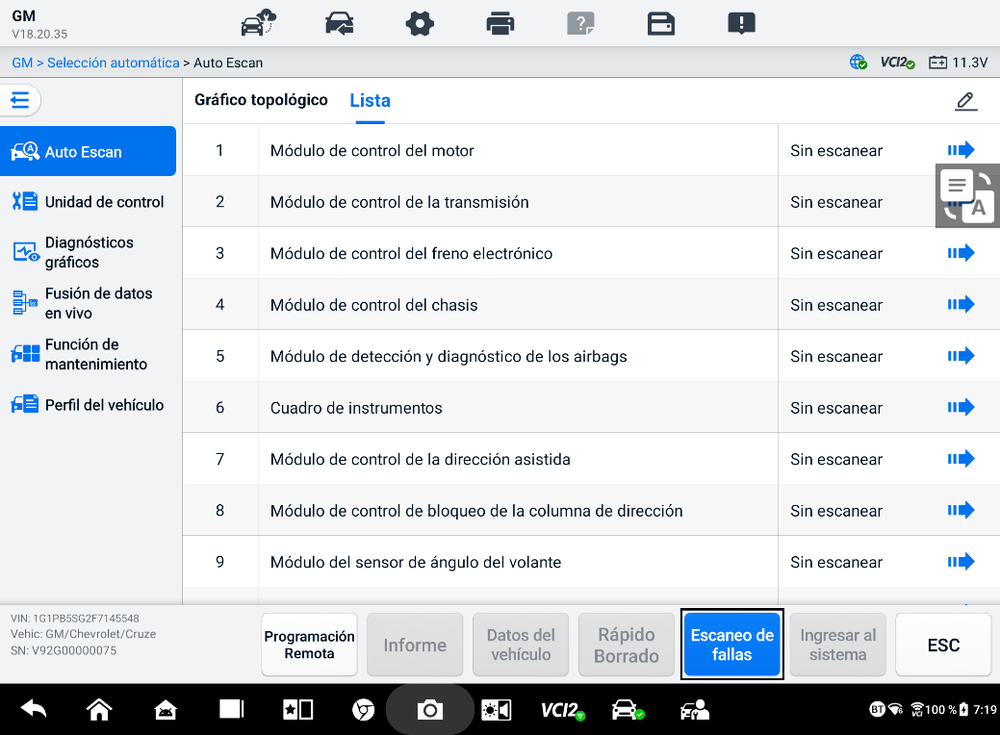 GM
V18.20.35
GM > Selección automática > Auto Escan
VCI2
11.3V
Gráfico topológico
Lista
Auto Escan
Unidad de control
Diagnósticos
gráficos
Fusión de datos
en vivo
Función de
mantenimiento
Perfil del vehículo
1 Módulo de control del motor Sin escanear
2 Módulo de control de la transmisión Sin escanear
A
3 Módulo de control del freno electrónico Sin escanear
4 Módulo de control del chasis Sin escanear
5 Módulo de detección y diagnóstico de los airbags Sin escanear
6 Cuadro de instrumentos Sin escanear
7 Módulo de control de la dirección asistida Sin escanear
8 Módulo de control de bloqueo de la columna de dirección Sin escanear
9 Módulo del sensor de ángulo del volante Sin escanear
VIN: 1G1PB5SG2F7145548
Vehic: GM/Chevrolet/Cruze
SN: V92G00000075
Programación
Remota
Informe
Datos del
vehículo
Rápido
Borrado
Escaneo de
fallas
Ingresar al
sistema
ESC
VCI2
BT
6
VG
100 %
7:19